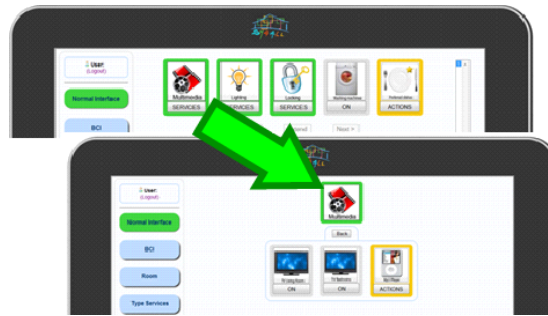 User:
(Logout)
Normal Interface
BCI
Multimedia
SERVICES
Lighting
SERVICES
Locking
SERVICES
Washing machine
ON
ACTIONS
Next >
User:
(Logout)
Normal Interface
BCI
Room
Type Services
Multimedia
Back
ON
ON
ACTIONS